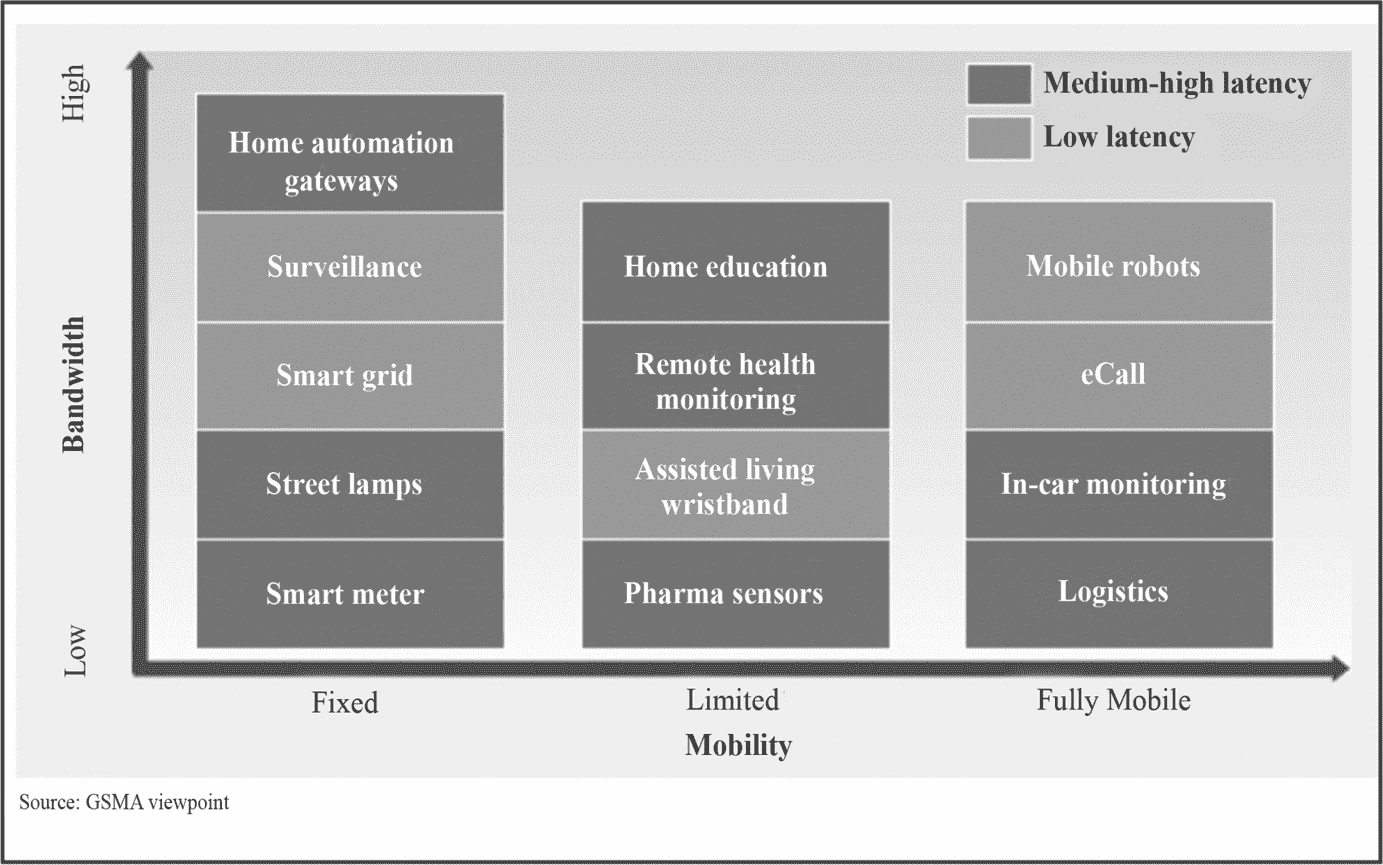 High
Medium-high latency
Low latency
Home automation
gateways
Surveillance
Home education
Mobile robots
Bandwidth
Smart grid
Remote health
monitoring
eCall
Street lamps
Assisted living
wristband
In-car monitoring
Smart meter
Pharma sensors
Logistics
Low
Fixed
Limited
Fully Mobile
Mobility
Source: GSMA viewpoint